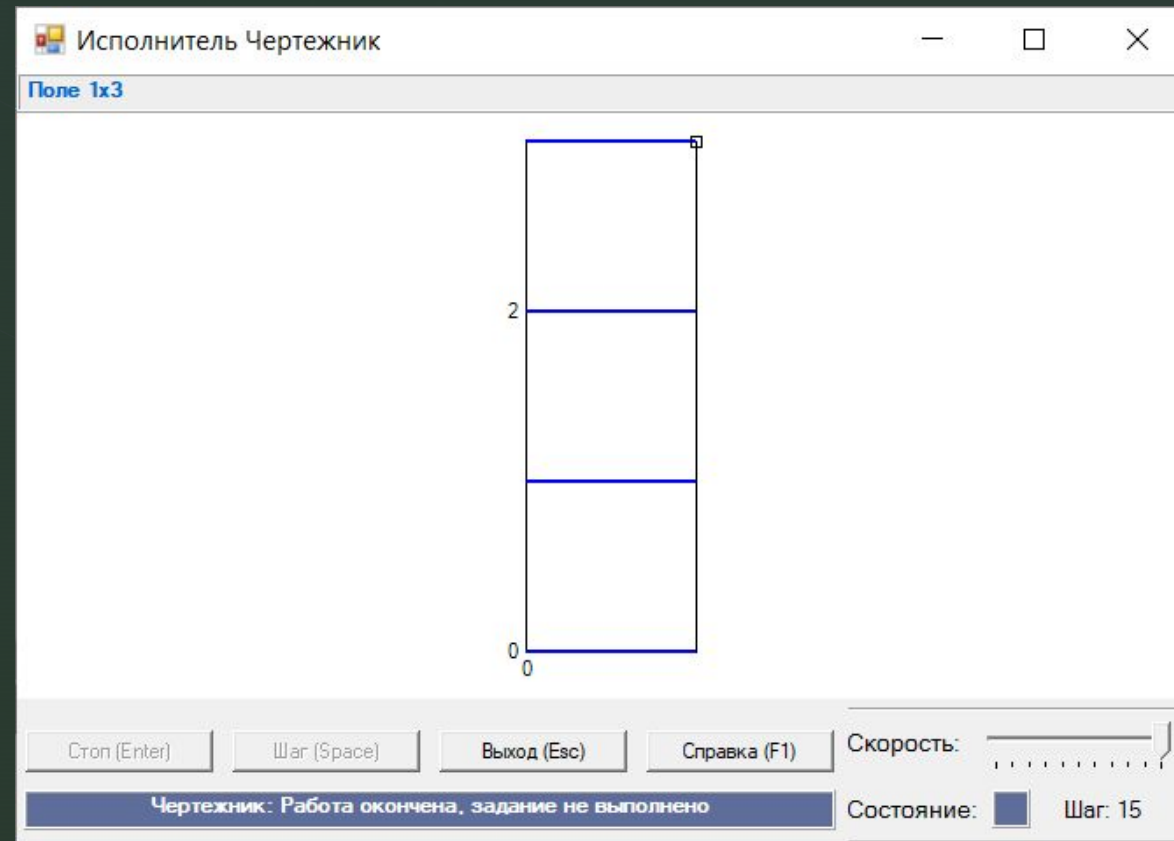 Исполнитель Чертежник
Поле 1x3
2
0
0
Стоп (Enter) Шаг (Space) Выход (Esc) Справка (F1) Скорость:
Чертежник: Работа окончена, задание не выполнено Состояние: Шаг: 15